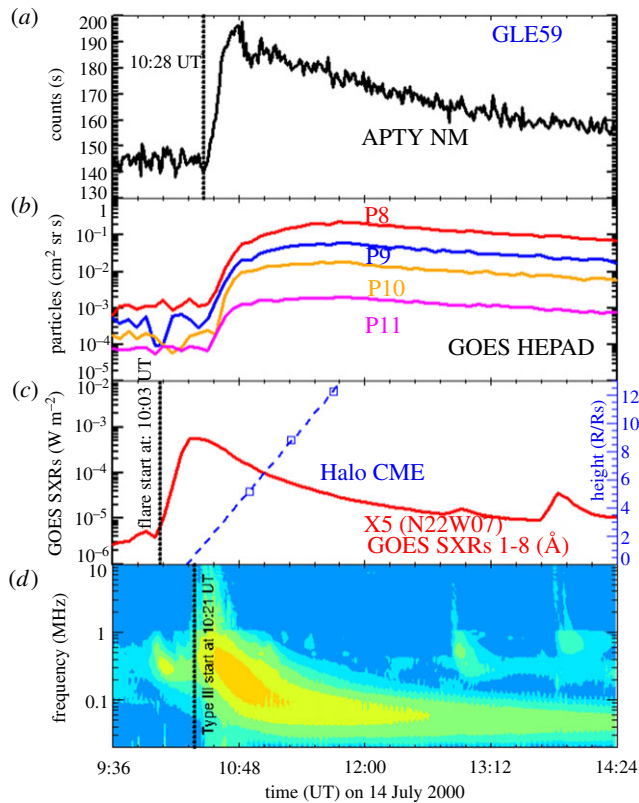 (a)
200
190
180
170
160
150
140
130
counts (s)
10:28 UT
GLE59
APTY NM
(b)
1
10⁻¹
10⁻²
10⁻³
10⁻⁴
10⁻⁵
particles (cm² sr s)
P8
P9
P10
P11
GOES HEPAD
(c)
10⁻²
10⁻³
10⁻⁴
10⁻⁵
10⁻⁶
GOES SXRs (W m⁻²)
flare start at: 10:03 UT
Halo CME
X5 (N22W07)
GOES SXRs 1-8 (Å)
12
10
8
6
4
2
0
height (R/Rs)
(d)
10
1
0.1
frequency (MHz)
Type III start at 10:21 UT
9:36
10:48
12:00
13:12
14:24
time (UT) on 14 July 2000